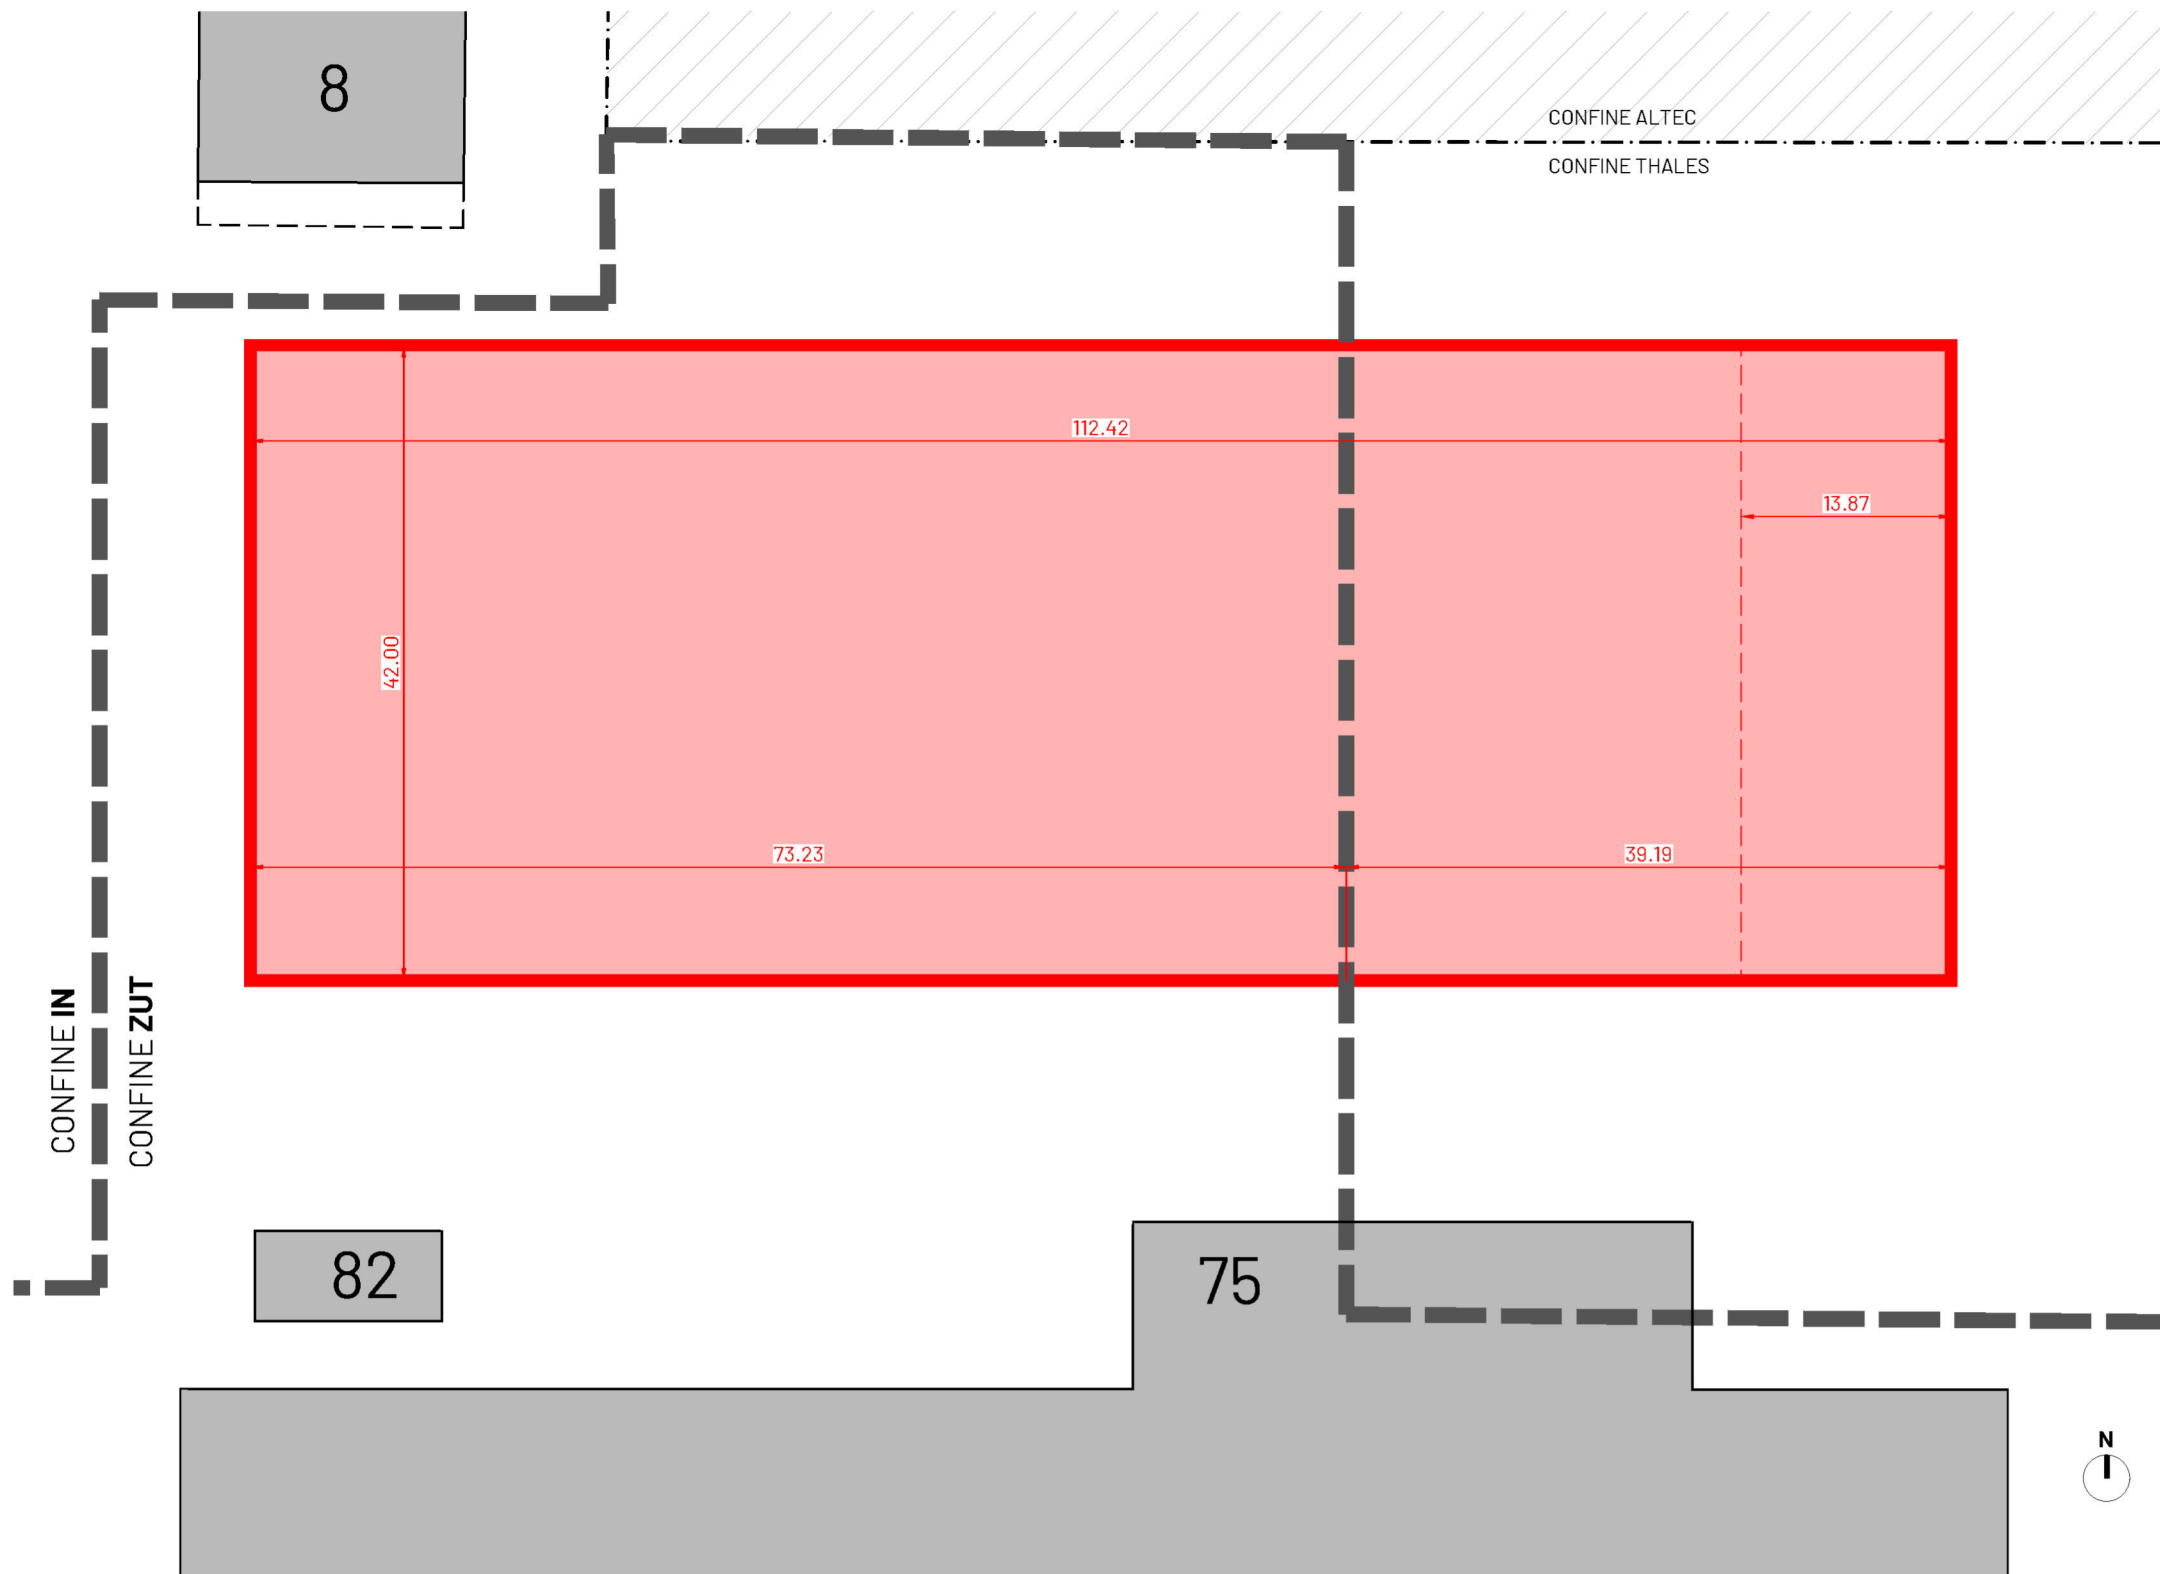 8
CONFINE ALTEC
CONFINE THALES
112.42
13.87
42.00
73.23
39.19
CONFINE IN
CONFINE ZUT
82
75
N